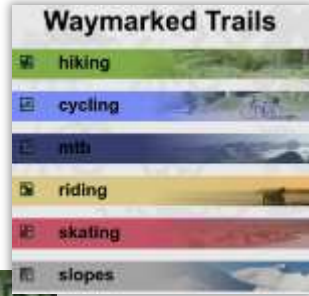 Waymarked Trails
hiking
cycling
mtb
riding
skating
slopes